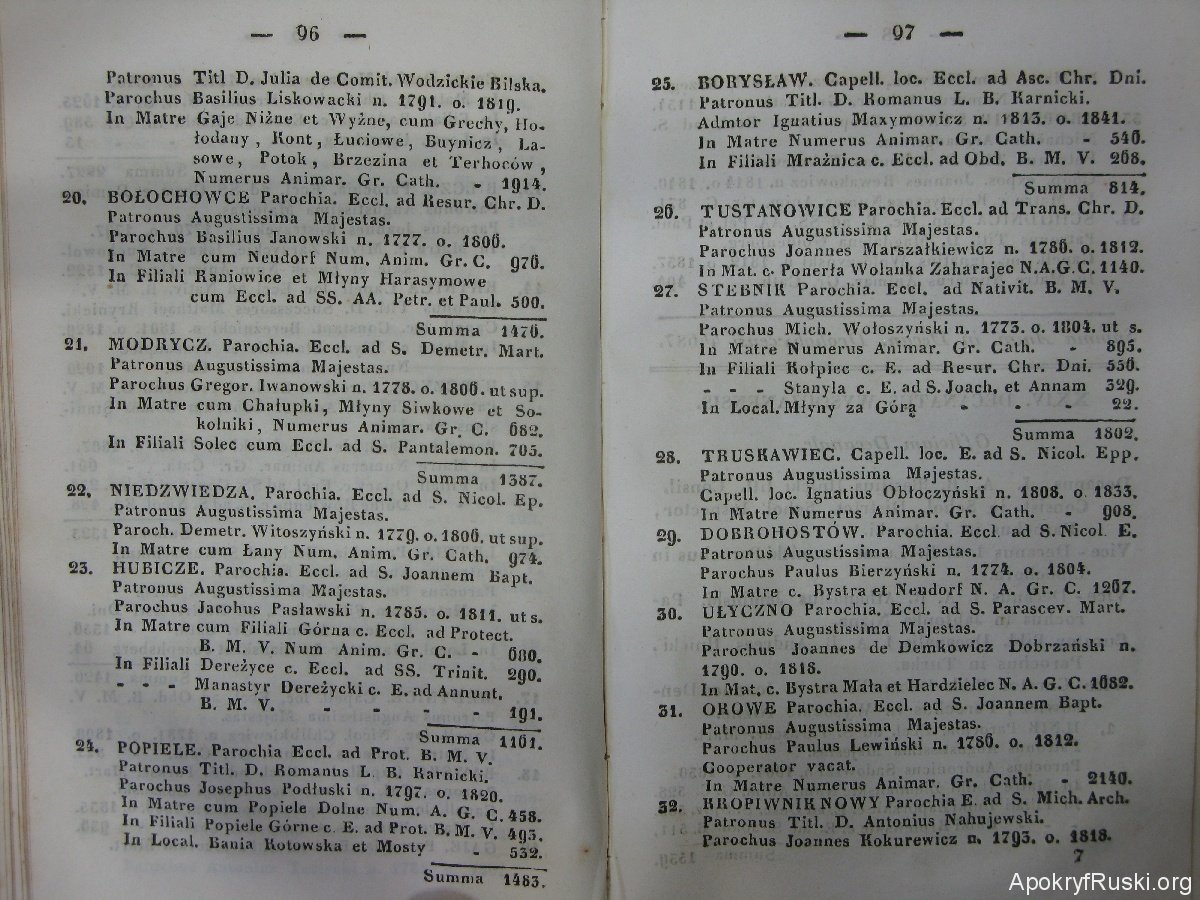 — 96 —
Patronus Titl D. Julia de Comit. Wodzickie Bilska.
Parochus Basilius Liskowacki n. 1791. o. 1819.
In Matre Gaje Niżne et Wyżne, cum Grechy, Ho-
łodany, Kont, Łuciowe, Buynicz, La-
sowe, Potok, Brzezina et Terhoców,
Numerus Animar. Gr. Cath. - 1914.
20. BOŁOCHOWCE Parochia. Eccl. ad Resur. Chr. D.
Patronus Augustissima Majestas.
Parochus Basilius Janowski n. 1777. o. 1806.
In Matre cum Neudorf Num. Anim. Gr. C. 976.
In Filiali Raniowice et Młyny Harasymowe
cum Eccl. ad SS. AA. Petr. et Paul. 500.
Summa 1476.
21. MODRYCZ. Parochia. Eccl. ad S. Demetr. Mart.
Patronus Augustissima Majestas.
Parochus Gregor. Iwanowski n. 1778. o. 1806. ut sup.
In Matre cum Chałupki, Młyny Siwkowe et So-
kolniki, Numerus Animar. Gr. C. 682.
In Filiali Solec cum Eccl. ad S. Pantalemon. 705.
Summa 1387.
22. NIEDZWIEDZA. Parochia. Eccl. ad S. Nicol. Ep.
Patronus Augustissima Majestas.
Paroch. Demetr. Witoszyński n. 1779. o. 1806. ut sup.
In Matre cum Łany Num. Anim. Gr. Cath. 974.
23. HUBICZE. Parochia. Eccl. ad S. Joannem Bapt.
Patronus Augustissima Majestas.
Parochus Jacobus Pasławski n. 1785. o. 1811. ut s.
In Matre cum Filiali Górna c. Eccl. ad Protect.
B. M. V. Num Anim. Gr. C. - 680.
In Filiali Dereżyce c. Eccl. ad SS. Trinit. 290.
- - - Manastyr Dereżycki c. E. ad Annunt.
B. M. V. - - - - 191.
Summa 1161.
24. POPIELE. Parochia Eccl. ad Prot. B. M. V.
Patronus Titl. D. Romanus L. B. Karnicki.
Parochus Josephus Podłuski n. 1797. o. 1820.
In Matre cum Popiele Dolne Num. A. G. C. 458.
In Filiali Popiele Górne c. E. ad Prot. B. M. V. 493.
In Local. Bania Kotowska et Mosty - 532.
Summa 1483.
— 97 —
25. BORYSŁAW. Capell. loc. Eccl. ad Asc. Chr. Dni.
Patronus Titl. D. Romanus L. B. Karnicki.
Admtor Ignatius Maxymowicz n. 1813. o. 1841.
In Matre Numerus Animar. Gr. Cath. - 546.
In Filiali Mrażnica c. Eccl. ad Obd. B. M. V. 268.
Summa 814.
26. TUSTANOWICE Parochia. Eccl. ad Trans. Chr. D.
Patronus Augustissima Majestas.
Parochus Joannes Marszałkiewicz n. 1786. o. 1812.
In Mat. c. Ponerła Wolanka Zaharajec N.A.G.C. 1140.
27. STEBNIK Parochia. Eccl. ad Nativit. B. M. V.
Patronus Augustissima Majestas.
Parochus Mich. Wołoszyński n. 1773. o. 1804. ut s.
In Matre Numerus Animar. Gr. Cath. - 895.
In Filiali Kołpiec c. E. ad Resur. Chr. Dni. 556.
- - - Stanyla c. E. ad S. Joach. et Annam 329.
In Local. Młyny za Górą - - - 22.
Summa 1802.
28. TRUSKAWIEC. Capell. loc. E. ad S. Nicol. Epp.
Patronus Augustissima Majestas.
Capell. loc. Ignatius Obłoczyński n. 1808. o. 1833.
In Matre Numerus Animar. Gr. Cath. - 908.
29. DOBROHOSTÓW. Parochia. Eccl. ad S. Nicol E.
Patronus Augustissima Majestas.
Parochus Paulus Bierzyński n. 1774. o. 1804.
In Matre c. Bystra et Neudorf N. A. Gr. C. 1267.
30. UŁYCZNO Parochia. Eccl. ad S. Parascev. Mart.
Patronus Augustissima Majestas.
Parochus Joannes de Demkowicz Dobrzański n.
1790. o. 1818.
In Mat. c. Bystra Mała et Hardzielec N. A. G. C. 1682.
31. OROWE Parochia. Eccl. ad S. Joannem Bapt.
Patronus Augustissima Majestas.
Parochus Paulus Lewiński n. 1786. o. 1812.
Cooperator vacat.
In Matre Numerus Animar. Gr. Cath. - 2140.
32. KROPIWNIK NOWY Parochia E. ad S. Mich. Arch.
Patronus Titl. D. Antonius Nahujewski.
Parochus Joannes Kokurewicz n. 1793. o. 1818.
7
ApokryfRuski.org